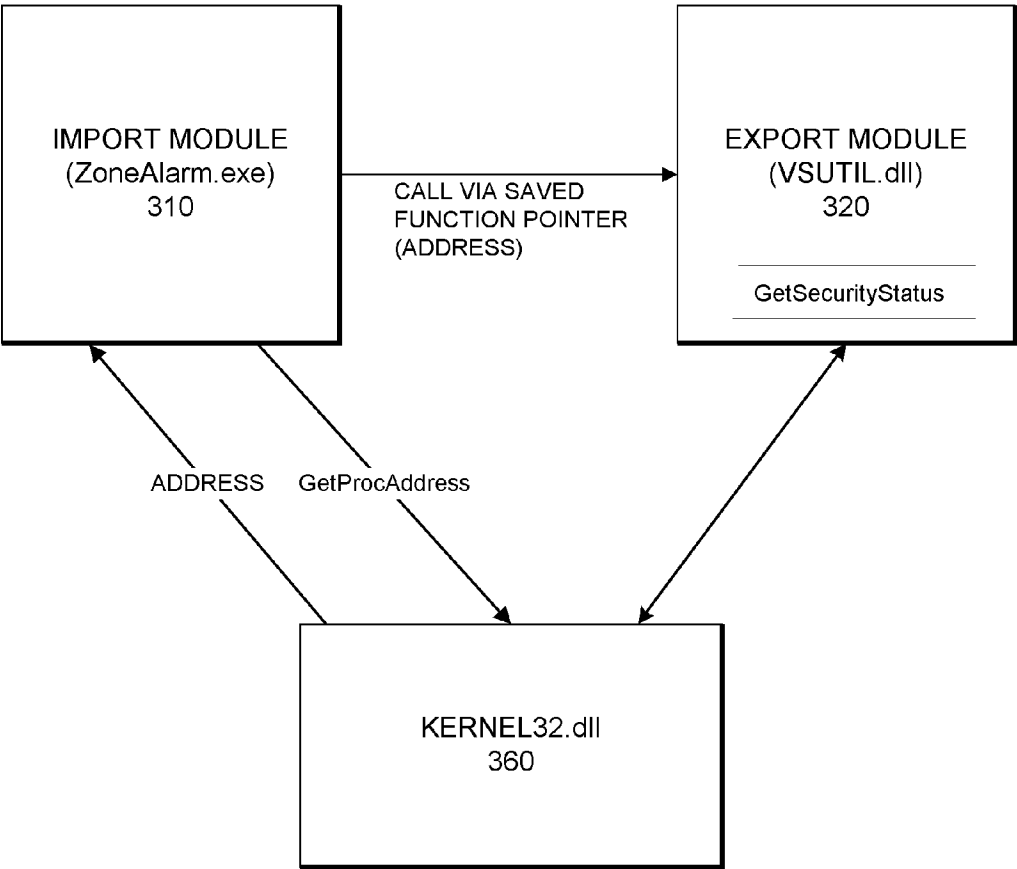 IMPORT MODULE
(ZoneAlarm.exe)
310
CALL VIA SAVED
FUNCTION POINTER
(ADDRESS)
EXPORT MODULE
(VSUTIL.dll)
320
GetSecurityStatus
ADDRESS
GetProcAddress
KERNEL32.dll
360